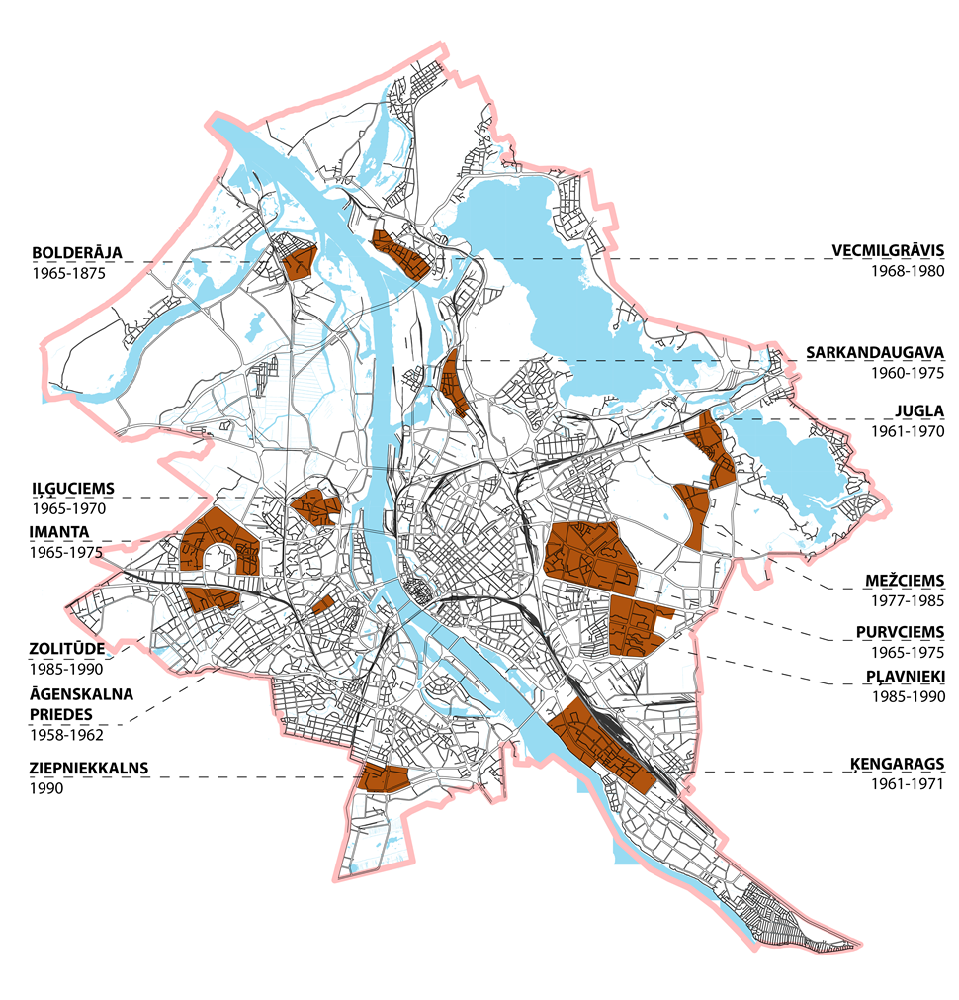 BOLDERĀJA
1965-1875
IĻGUCIEMS
1965-1970
IMANTA
1965-1975
ZOLITŪDE
1985-1990
ĀGENSKALNA
PRIEDES
1958-1962
ZIEPNIEKKALNS
1990
VECMILGRĀVIS
1968-1980
SARKANDAUGAVA
1960-1975
JUGLA
1961-1970
MEŽCIEMS
1977-1985
PURVCIEMS
1965-1975
PĻAVNIEKI
1985-1990
ĶENGARAGS
1961-1971